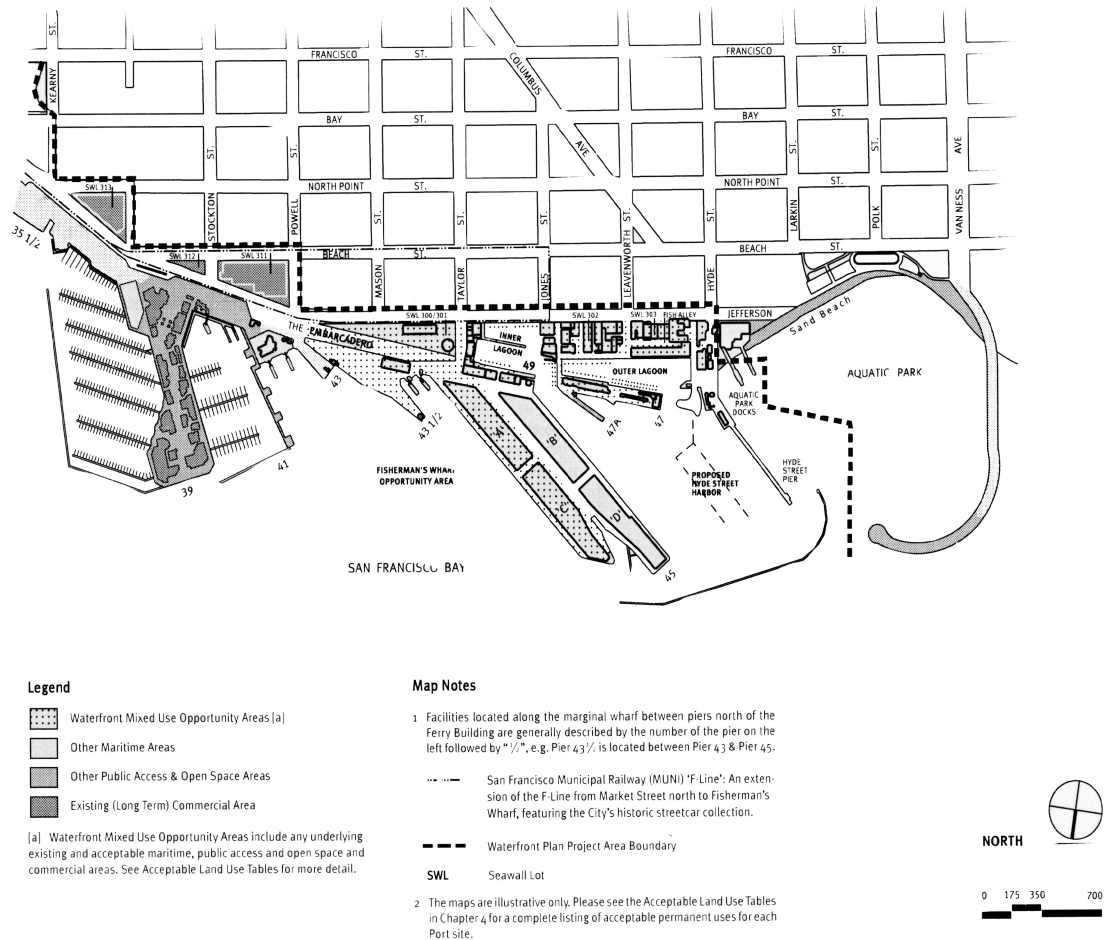 ST.
FRANCISCO ST.
FRANCISCO ST.
KEARNY
COLUMBUS
AVE
BAY ST.
BAY ST.
ST.
ST.
ST.
ST.
AVE
SWL 313
NORTH POINT ST.
NORTH POINT ST.
STOCKTON
POWELL
ST.
ST.
ST.
LEAVENWORTH ST.
ST.
LARKIN
POLK
VAN NESS
35 1/2
SWL 312
SWL 311
BEACH ST.
BEACH ST.
MASON
TAYLOR
JONES
HYDE
THE EMBARCADERO
SWL 300/301
SWL 302
SWL 303
FISH ALLEY
JEFFERSON
Sand Beach
INNER
LAGOON
49
OUTER LAGOON
AQUATIC PARK
43
43 1/2
47A
47
AQUATIC
PARK
DOCKS
'A'
'B'
'C'
'D'
41
39
45
FISHERMAN'S WHARF
OPPORTUNITY AREA
PROPOSED
HYDE STREET
HARBOR
HYDE
STREET
PIER
SAN FRANCISCO BAY
Legend
Waterfront Mixed Use Opportunity Areas (a)
Other Maritime Areas
Other Public Access & Open Space Areas
Existing (Long Term) Commercial Area
(a) Waterfront Mixed Use Opportunity Areas include any underlying
existing and acceptable maritime, public access and open space and
commercial areas. See Acceptable Land Use Tables for more detail.
Map Notes
1 Facilities located along the marginal wharf between piers north of the
Ferry Building are generally described by the number of the pier on the
left followed by "½", e.g. Pier 43½ is located between Pier 43 & Pier 45.
San Francisco Municipal Railway (MUNI) 'F-Line': An exten-
sion of the F-Line from Market Street north to Fisherman's
Wharf, featuring the City's historic streetcar collection.
Waterfront Plan Project Area Boundary
SWL Seawall Lot
2 The maps are illustrative only. Please see the Acceptable Land Use Tables
in Chapter 4 for a complete listing of acceptable permanent uses for each
Port site.
NORTH
0 175 350 700